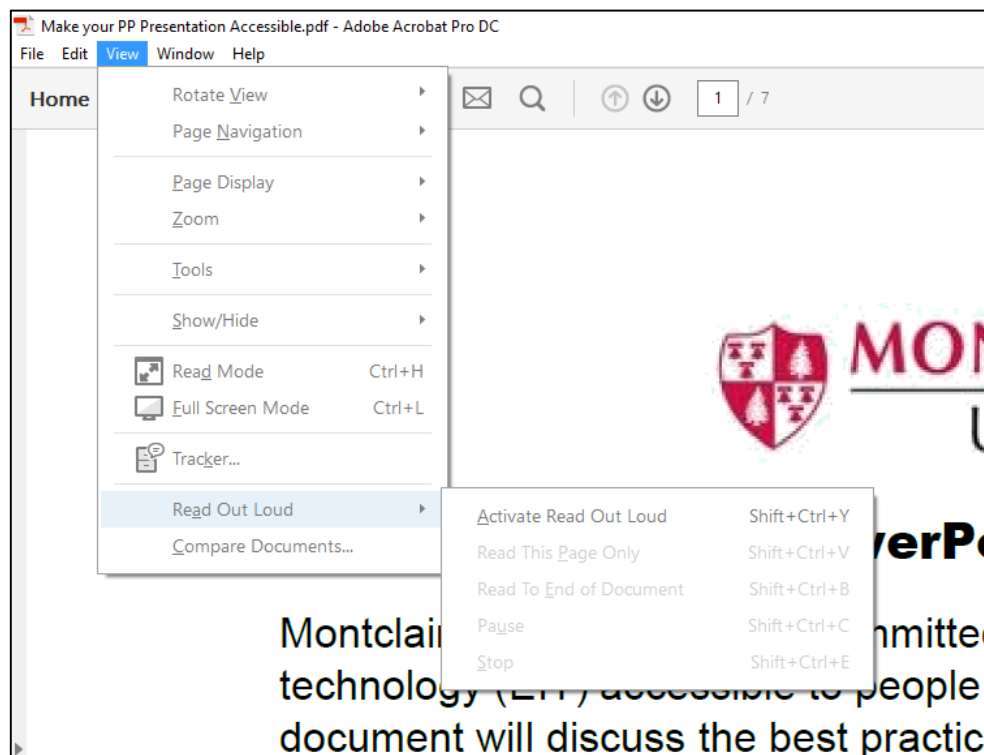 Make your PP Presentation Accessible.pdf - Adobe Acrobat Pro DC
File Edit View Window Help
Home 1 / 7
Rotate View
Page Navigation
Page Display
Zoom
Tools
Show/Hide
Read Mode Ctrl+H
Full Screen Mode Ctrl+L
Tracker...
Read Out Loud
Compare Documents...
Activate Read Out Loud Shift+Ctrl+Y
Read This Page Only Shift+Ctrl+V
Read To End of Document Shift+Ctrl+B
Pause Shift+Ctrl+C
Stop Shift+Ctrl+E
MON
U
verPo
Montclair mmitted
technology (EIT) accessible to people
document will discuss the best practic